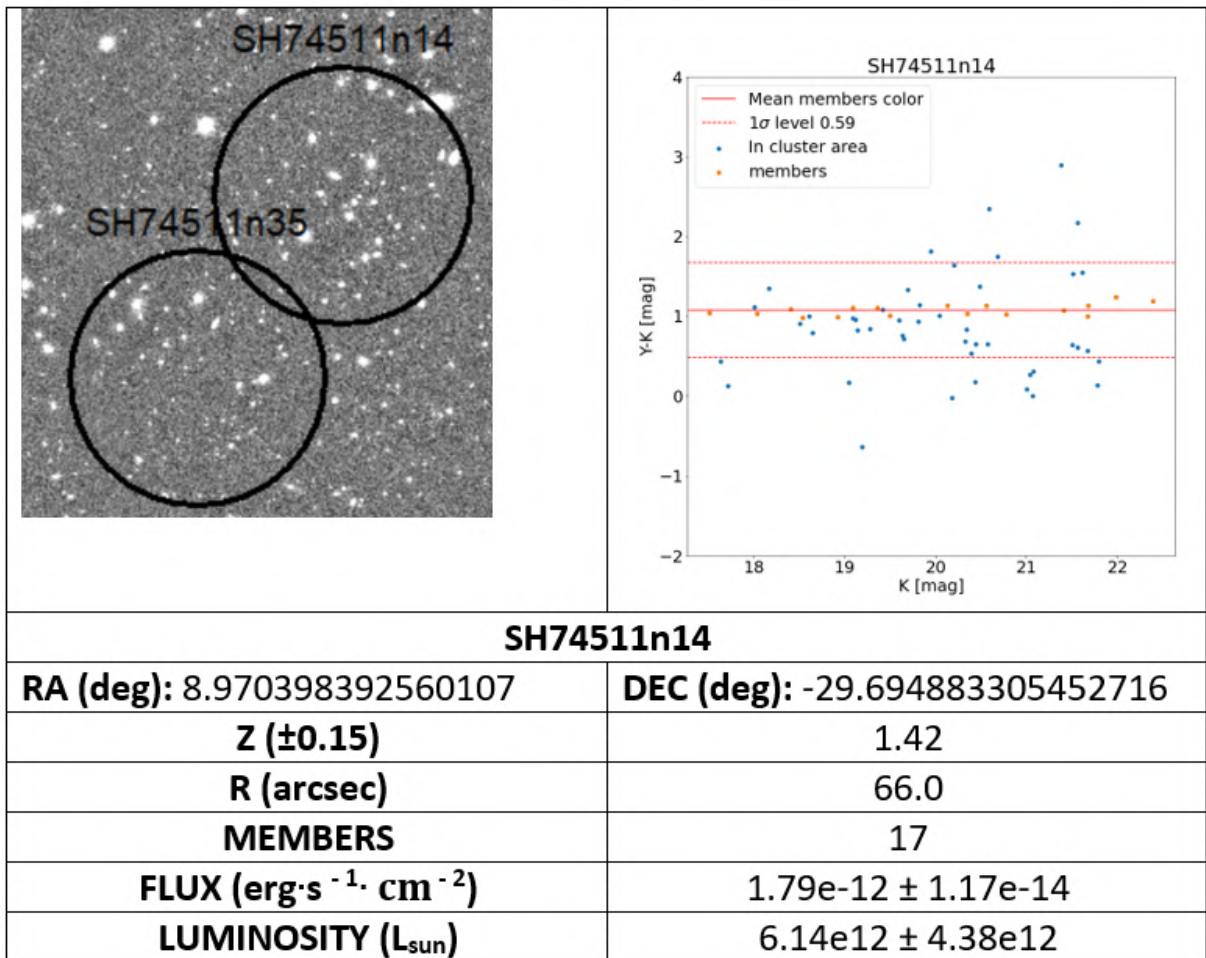 SH74511n14
SH74511n35
SH74511n14
Mean members color
1σ level 0.59
In cluster area
members
4
3
2
1
0
−1
−2
Y-K [mag]
18 19 20 21 22
K [mag]
SH74511n14
RA (deg): 8.970398392560107 DEC (deg): -29.694883305452716
Z (±0.15) 1.42
R (arcsec) 66.0
MEMBERS 17
FLUX (erg·s ⁻¹· cm ⁻²) 1.79e-12 ± 1.17e-14
LUMINOSITY (Lsun) 6.14e12 ± 4.38e12